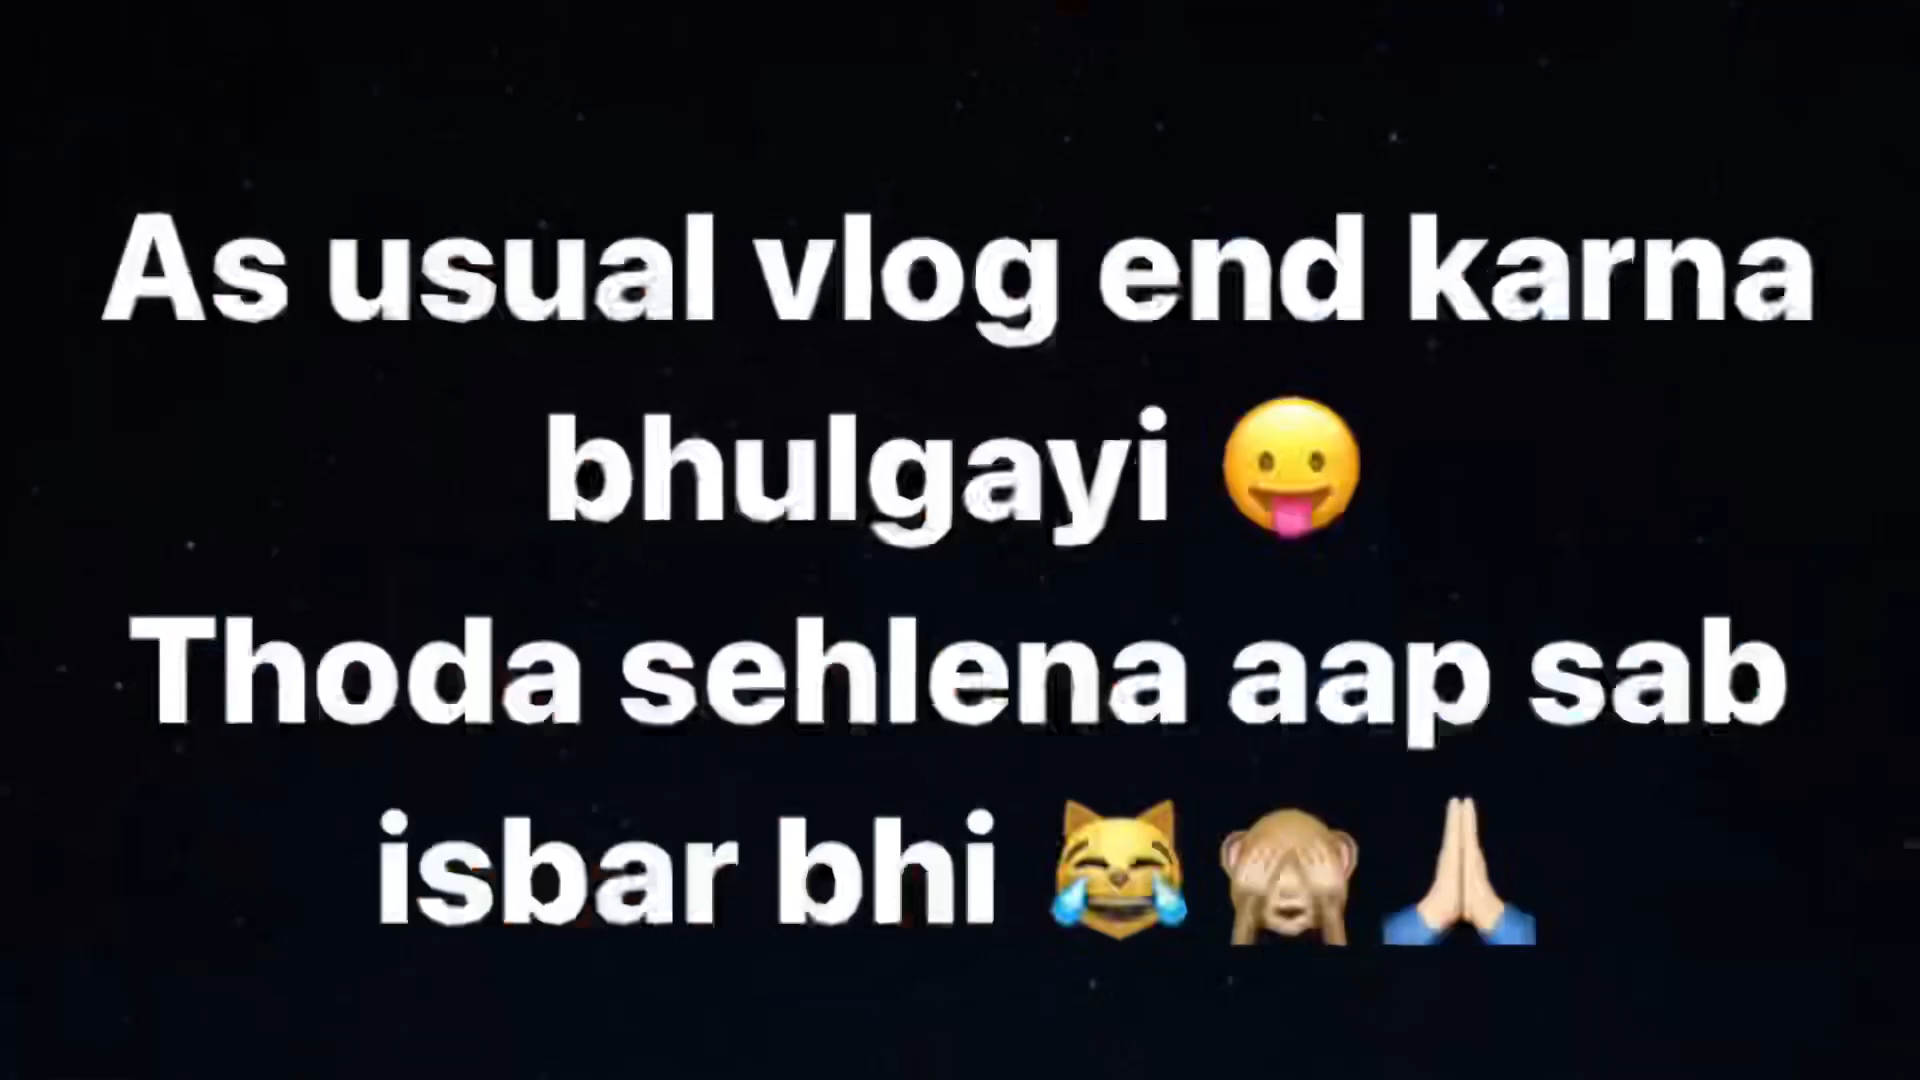 As usual vlog end karna
bhulgayi 😛
Thoda sehlena aap sab
isbar bhi 😹 🙈 🙏🏻